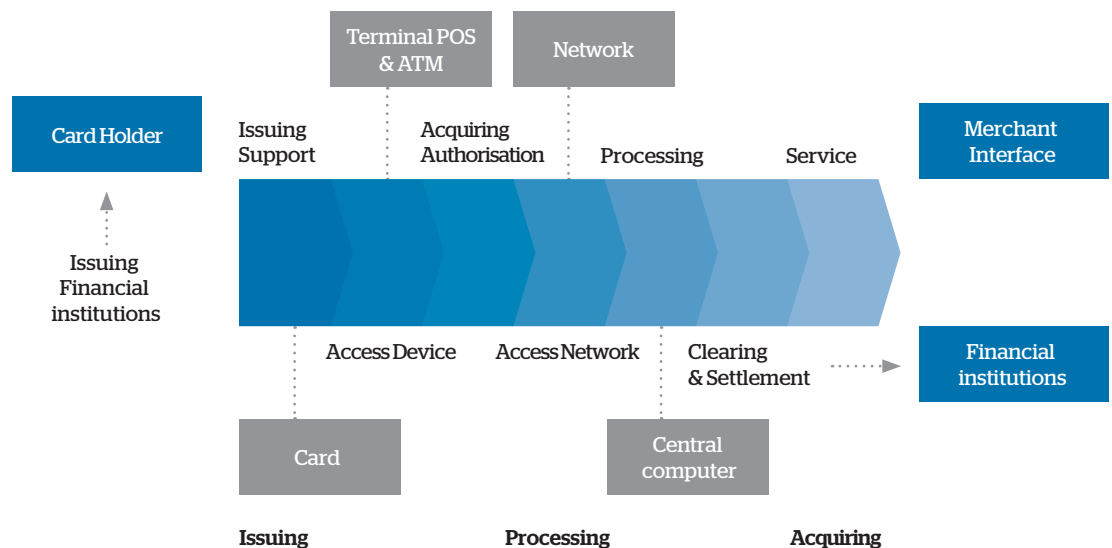 Terminal POS
& ATM
Network
Card Holder
Issuing
Support
Acquiring
Authorisation
Processing
Service
Merchant
Interface
Issuing
Financial
institutions
Access Device
Access Network
Clearing
& Settlement
Financial
institutions
Card
Central
computer
Issuing
Processing
Acquiring